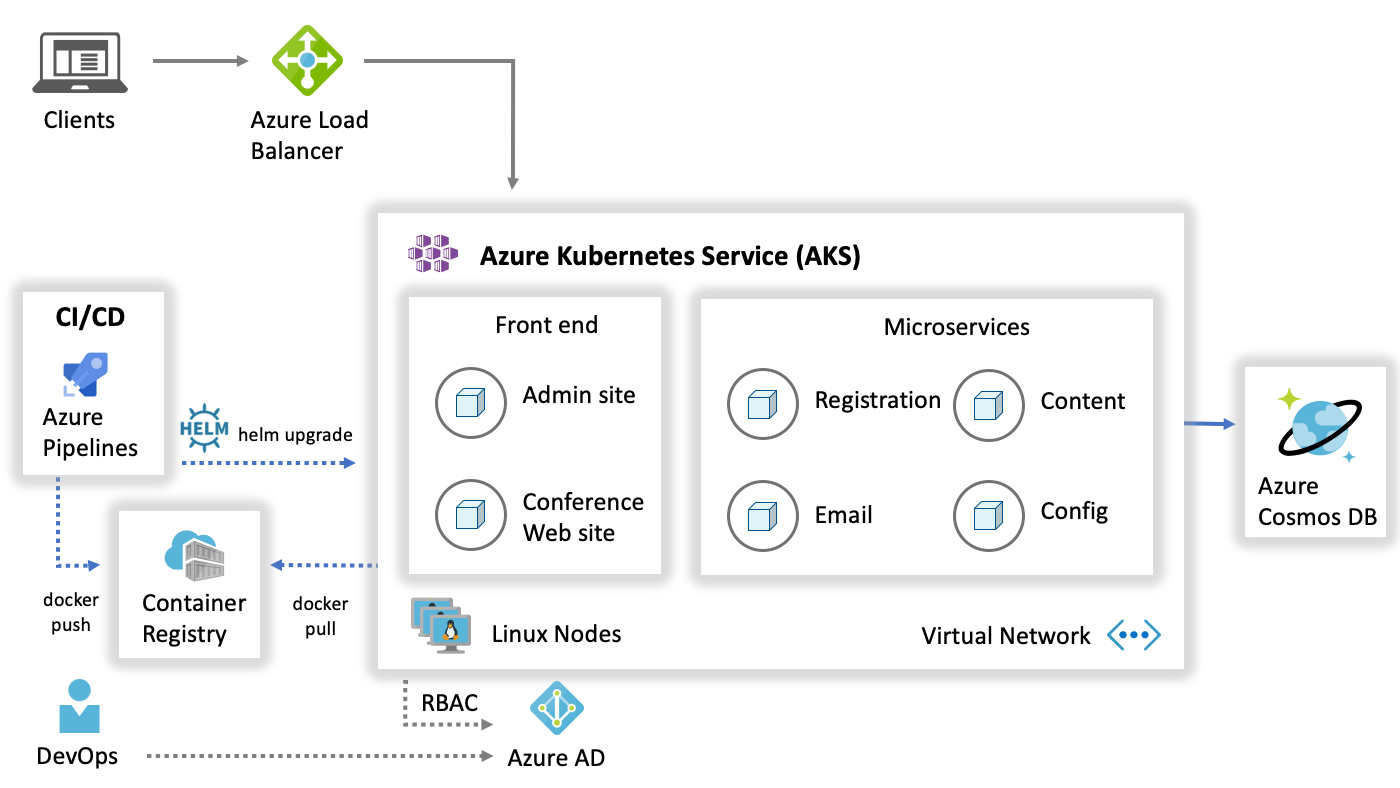 Clients
Azure Load
Balancer
Azure Kubernetes Service (AKS)
CI/CD
Azure
Pipelines
HELM
helm upgrade
Front end
Admin site
Conference
Web site
Microservices
Registration
Content
Email
Config
Azure
Cosmos DB
docker
push
Container
Registry
docker
pull
Linux Nodes
Virtual Network
RBAC
DevOps
Azure AD